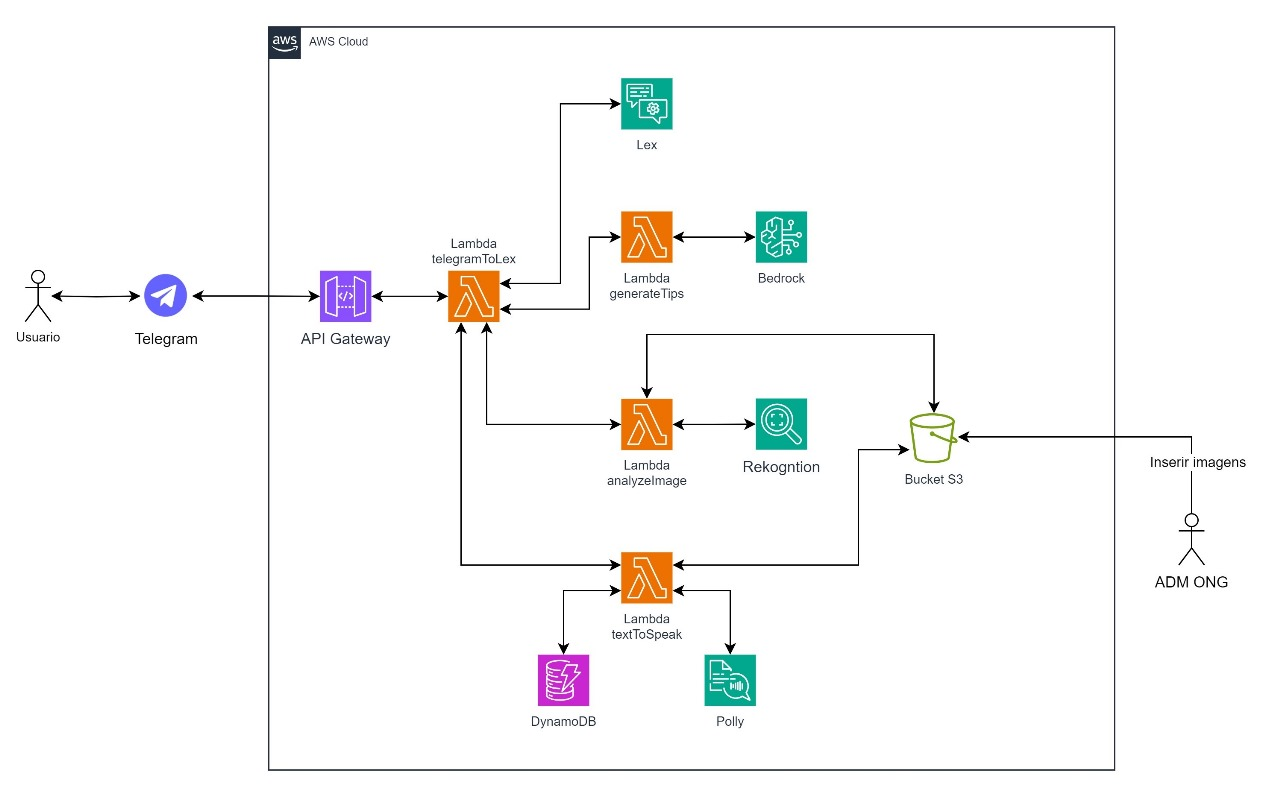 aws
AWS Cloud
Lex
Lambda
telegramToLex
Lambda
generateTips
Bedrock
Usuario
Telegram
API Gateway
Lambda
analyzeImage
Rekogntion
Bucket S3
Inserir imagens
ADM ONG
Lambda
textToSpeak
DynamoDB
Polly